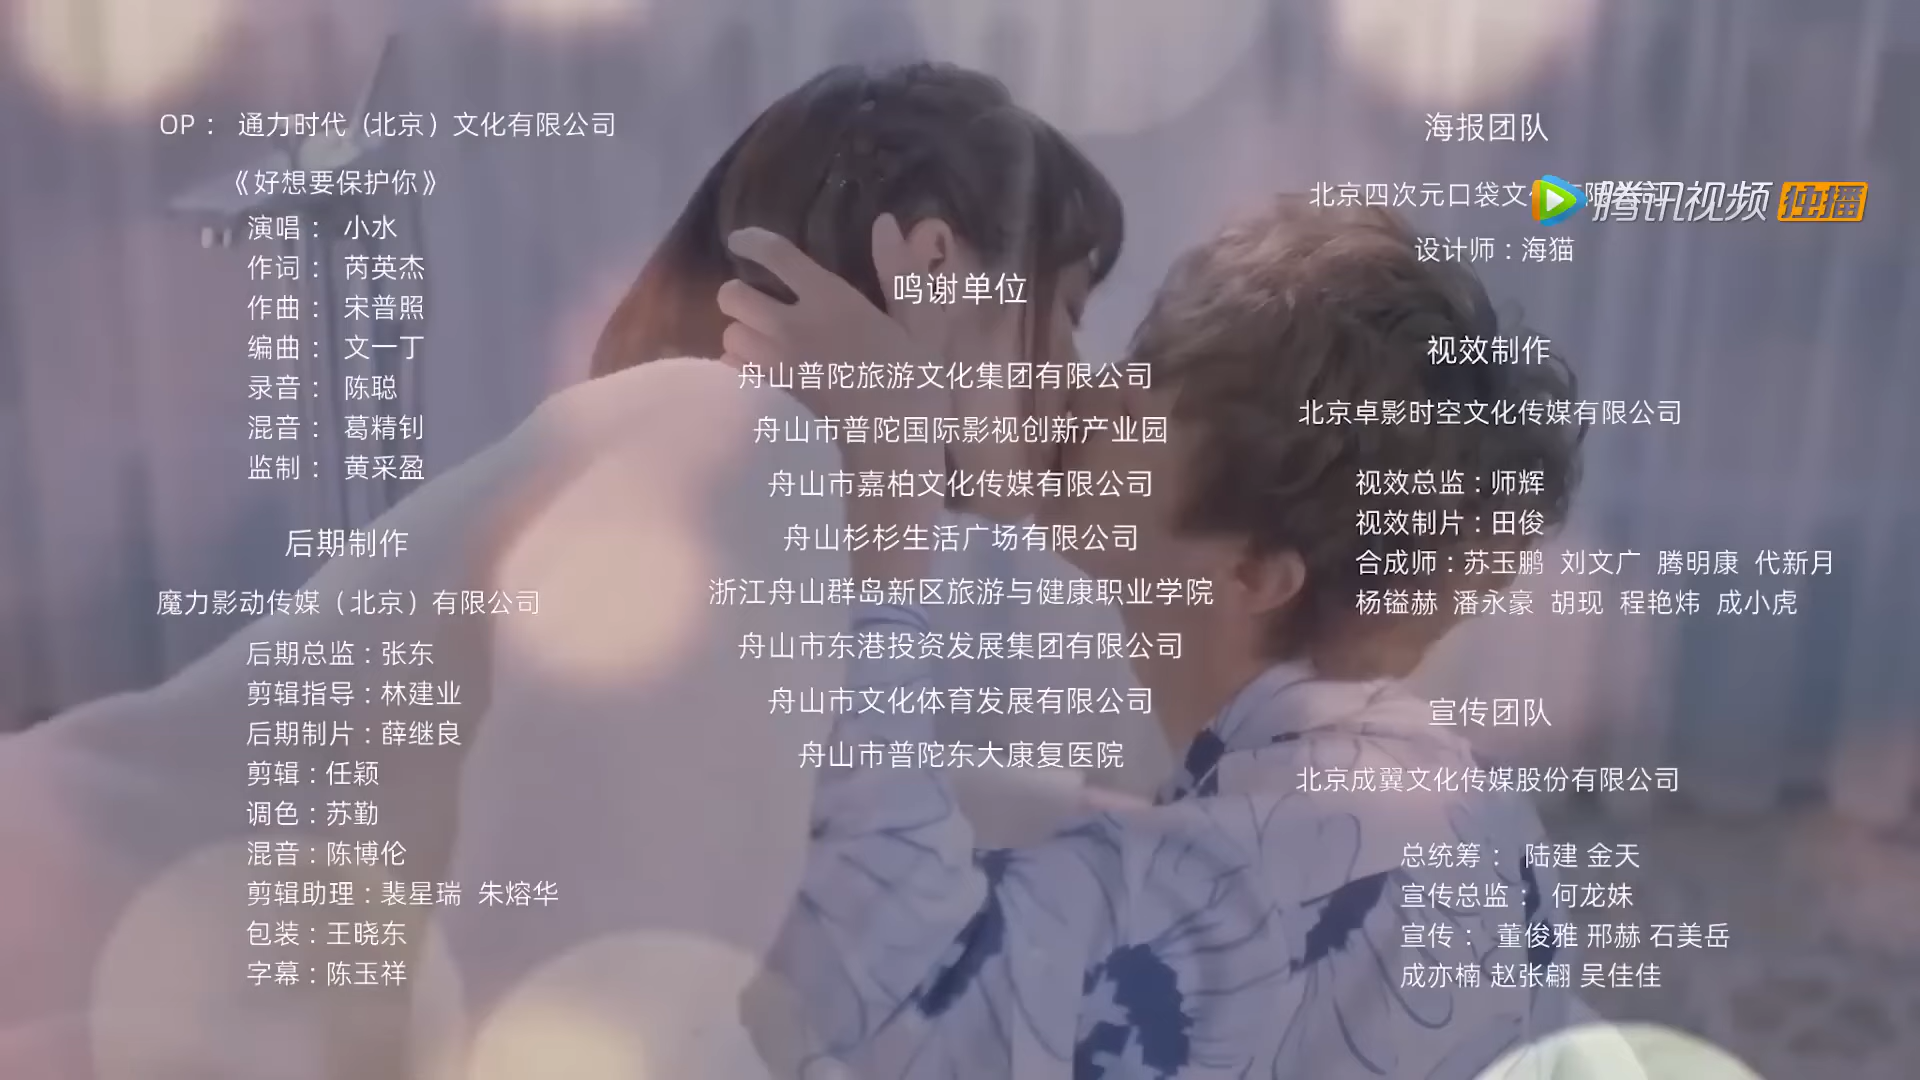 OP： 通力时代（北京）文化有限公司
《好想要保护你》
演唱： 小水
作词： 芮英杰
作曲： 宋普照
编曲： 文一丁
录音： 陈聪
混音： 葛精钊
监制： 黄采盈
后期制作
魔力影动传媒（北京）有限公司
后期总监：张东
剪辑指导：林建业
后期制片：薛继良
剪辑：任颖
调色：苏勤
混音：陈博伦
剪辑助理：裴星瑞 朱熔华
包装：王晓东
字幕：陈玉祥
鸣谢单位
舟山普陀旅游文化集团有限公司
舟山市普陀国际影视创新产业园
舟山市嘉柏文化传媒有限公司
舟山杉杉生活广场有限公司
浙江舟山群岛新区旅游与健康职业学院
舟山市东港投资发展集团有限公司
舟山市文化体育发展有限公司
舟山市普陀东大康复医院
海报团队
北京四次元口袋文化有限公司
腾讯视频 独播
设计师：海猫
视效制作
北京卓影时空文化传媒有限公司
视效总监：师辉
视效制片：田俊
合成师：苏玉鹏 刘文广 腾明康 代新月
杨镒赫 潘永豪 胡现 程艳炜 成小虎
宣传团队
北京成翼文化传媒股份有限公司
总统筹： 陆建 金天
宣传总监： 何龙妹
宣传： 董俊雅 邢赫 石美岳
成亦楠 赵张翩 吴佳佳